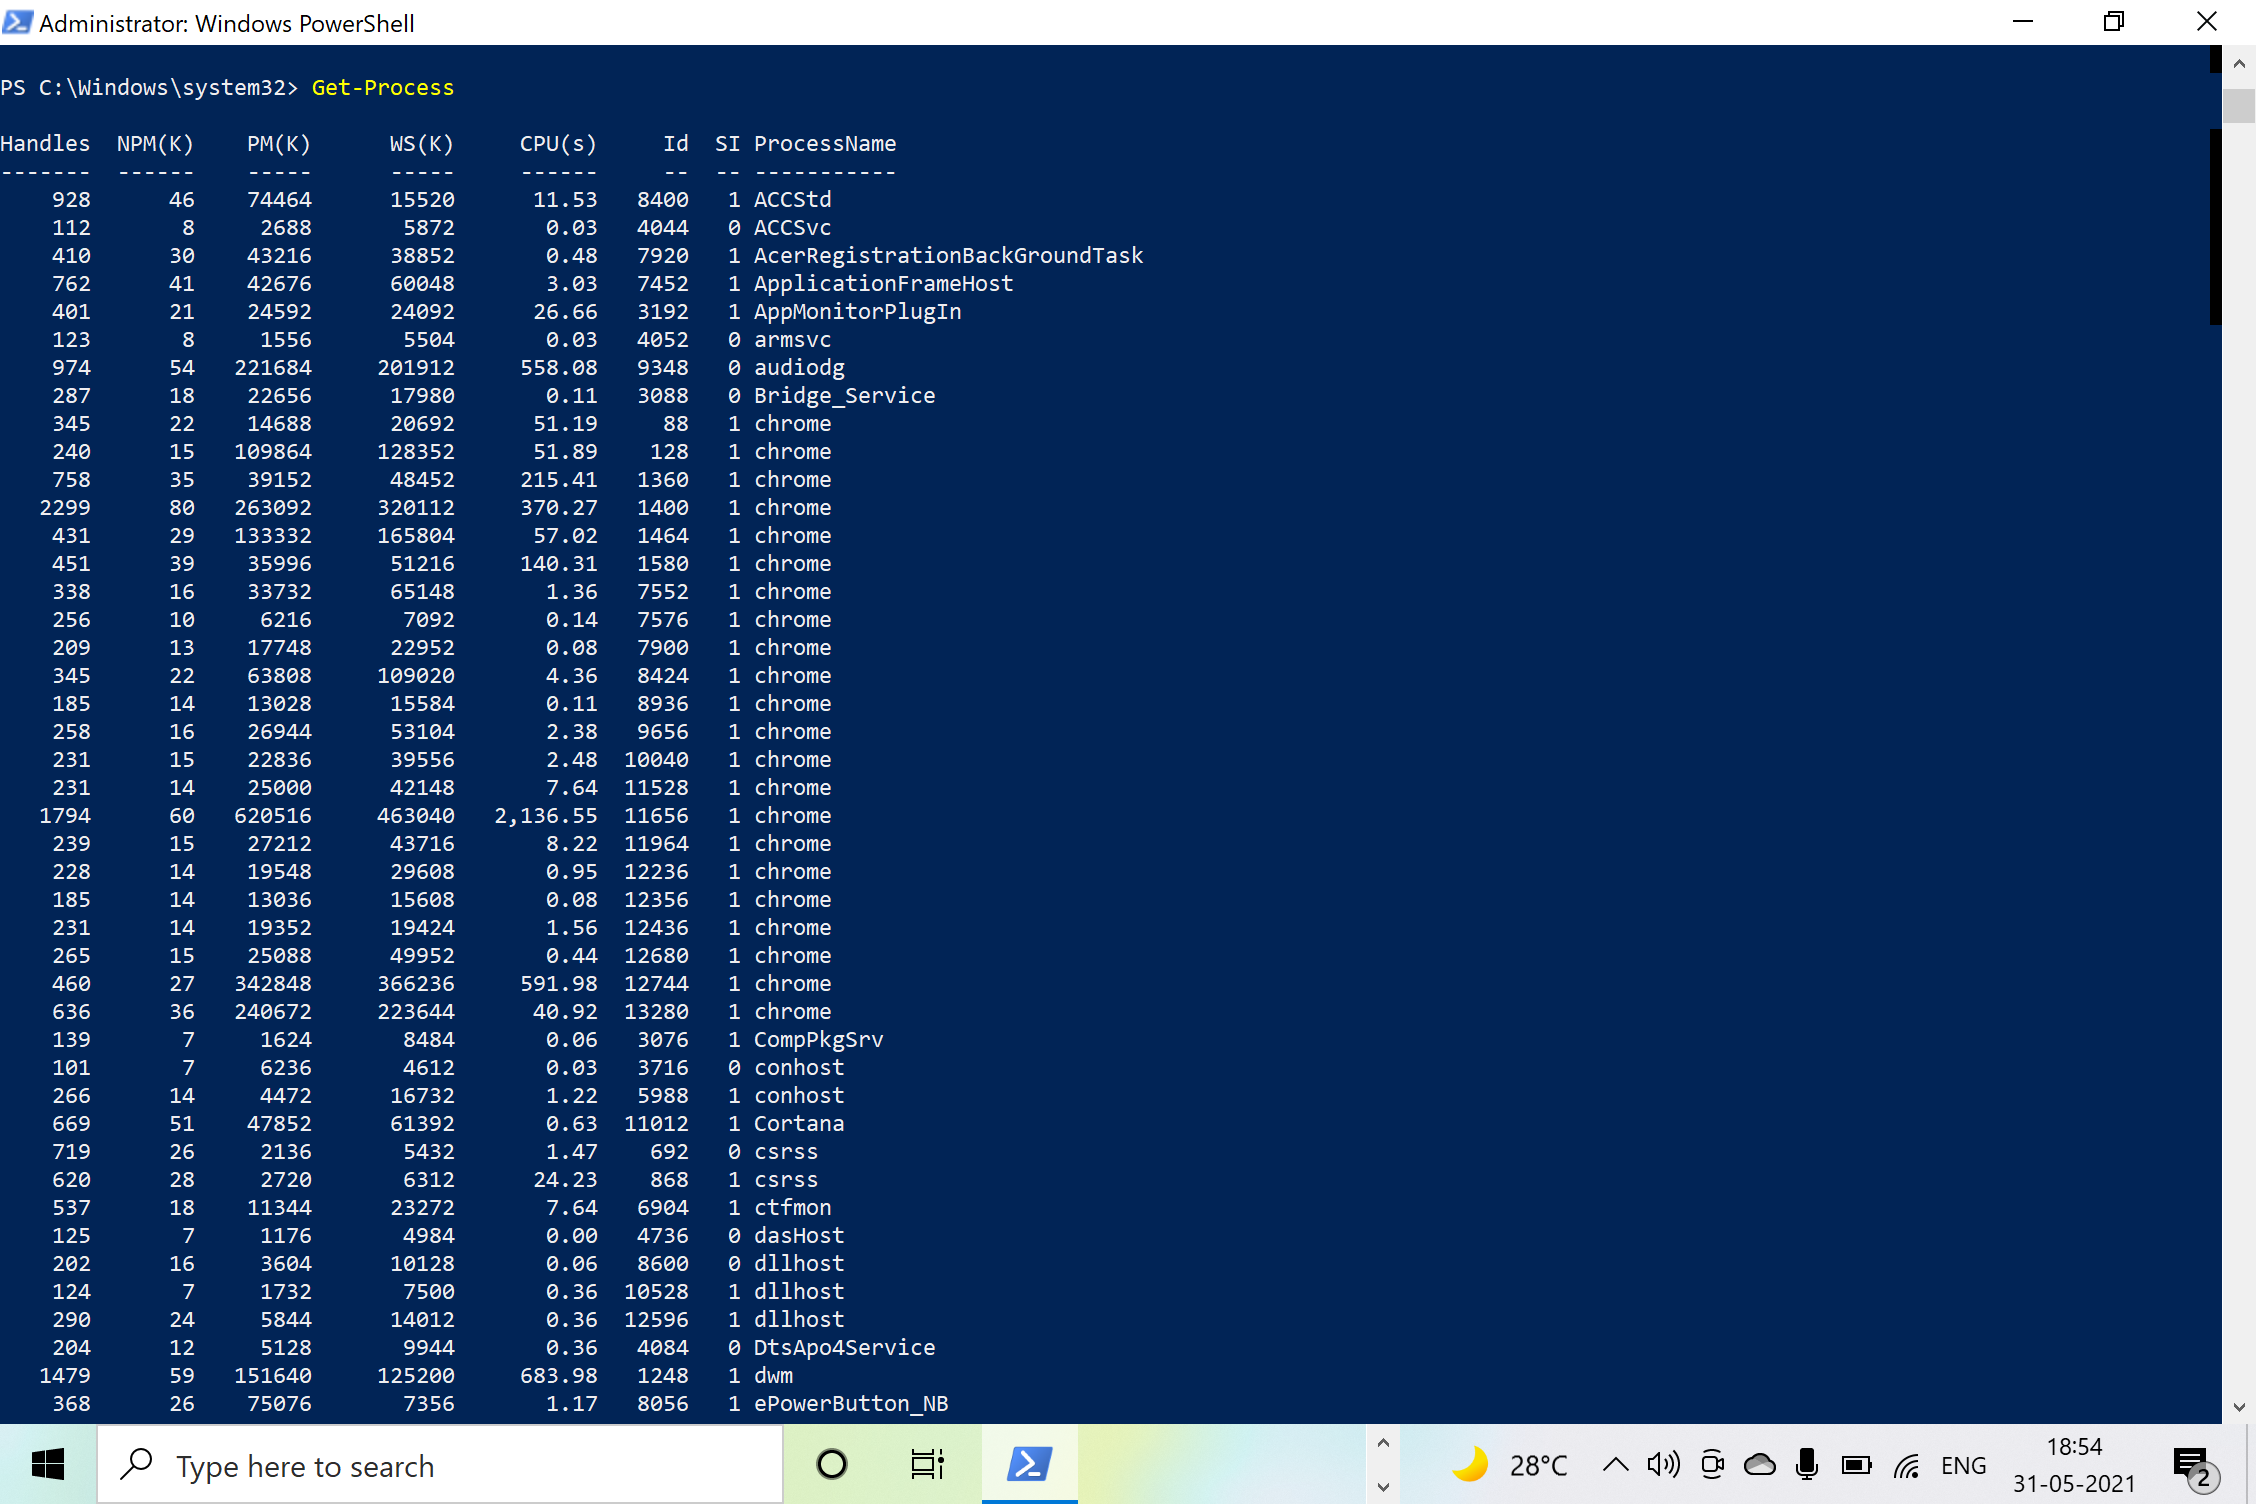 Administrator: Windows PowerShell
PS C:\Windows\system32> Get-Process
Handles  NPM(K)    PM(K)      WS(K)     CPU(s)     Id  SI ProcessName
-------  ------    -----      -----     ------     --  -- -----------
    928      46    74464      15520      11.53   8400   1 ACCStd
    112       8     2688       5872       0.03   4044   0 ACCSvc
    410      30    43216      38852       0.48   7920   1 AcerRegistrationBackGroundTask
    762      41    42676      60048       3.03   7452   1 ApplicationFrameHost
    401      21    24592      24092      26.66   3192   1 AppMonitorPlugIn
    123       8     1556       5504       0.03   4052   0 armsvc
    974      54   221684     201912     558.08   9348   0 audiodg
    287      18    22656      17980       0.11   3088   0 Bridge_Service
    345      22    14688      20692      51.19     88   1 chrome
    240      15   109864     128352      51.89    128   1 chrome
    758      35    39152      48452     215.41   1360   1 chrome
   2299      80   263092     320112     370.27   1400   1 chrome
    431      29   133332     165804      57.02   1464   1 chrome
    451      39    35996      51216     140.31   1580   1 chrome
    338      16    33732      65148       1.36   7552   1 chrome
    256      10     6216       7092       0.14   7576   1 chrome
    209      13    17748      22952       0.08   7900   1 chrome
    345      22    63808     109020       4.36   8424   1 chrome
    185      14    13028      15584       0.11   8936   1 chrome
    258      16    26944      53104       2.38   9656   1 chrome
    231      15    22836      39556       2.48  10040   1 chrome
    231      14    25000      42148       7.64  11528   1 chrome
   1794      60   620516     463040   2,136.55  11656   1 chrome
    239      15    27212      43716       8.22  11964   1 chrome
    228      14    19548      29608       0.95  12236   1 chrome
    185      14    13036      15608       0.08  12356   1 chrome
    231      14    19352      19424       1.56  12436   1 chrome
    265      15    25088      49952       0.44  12680   1 chrome
    460      27   342848     366236     591.98  12744   1 chrome
    636      36   240672     223644      40.92  13280   1 chrome
    139       7     1624       8484       0.06   3076   1 CompPkgSrv
    101       7     6236       4612       0.03   3716   0 conhost
    266      14     4472      16732       1.22   5988   1 conhost
    669      51    47852      61392       0.63  11012   1 Cortana
    719      26     2136       5432       1.47    692   0 csrss
    620      28     2720       6312      24.23    868   1 csrss
    537      18    11344      23272       7.64   6904   1 ctfmon
    125       7     1176       4984       0.00   4736   0 dasHost
    202      16     3604      10128       0.06   8600   0 dllhost
    124       7     1732       7500       0.36  10528   1 dllhost
    290      24     5844      14012       0.36  12596   1 dllhost
    204      12     5128       9944       0.36   4084   0 DtsApo4Service
   1479      59   151640     125200     683.98   1248   1 dwm
    368      26    75076       7356       1.17   8056   1 ePowerButton_NB
Type here to search
28°C
ENG
18:54
31-05-2021
2